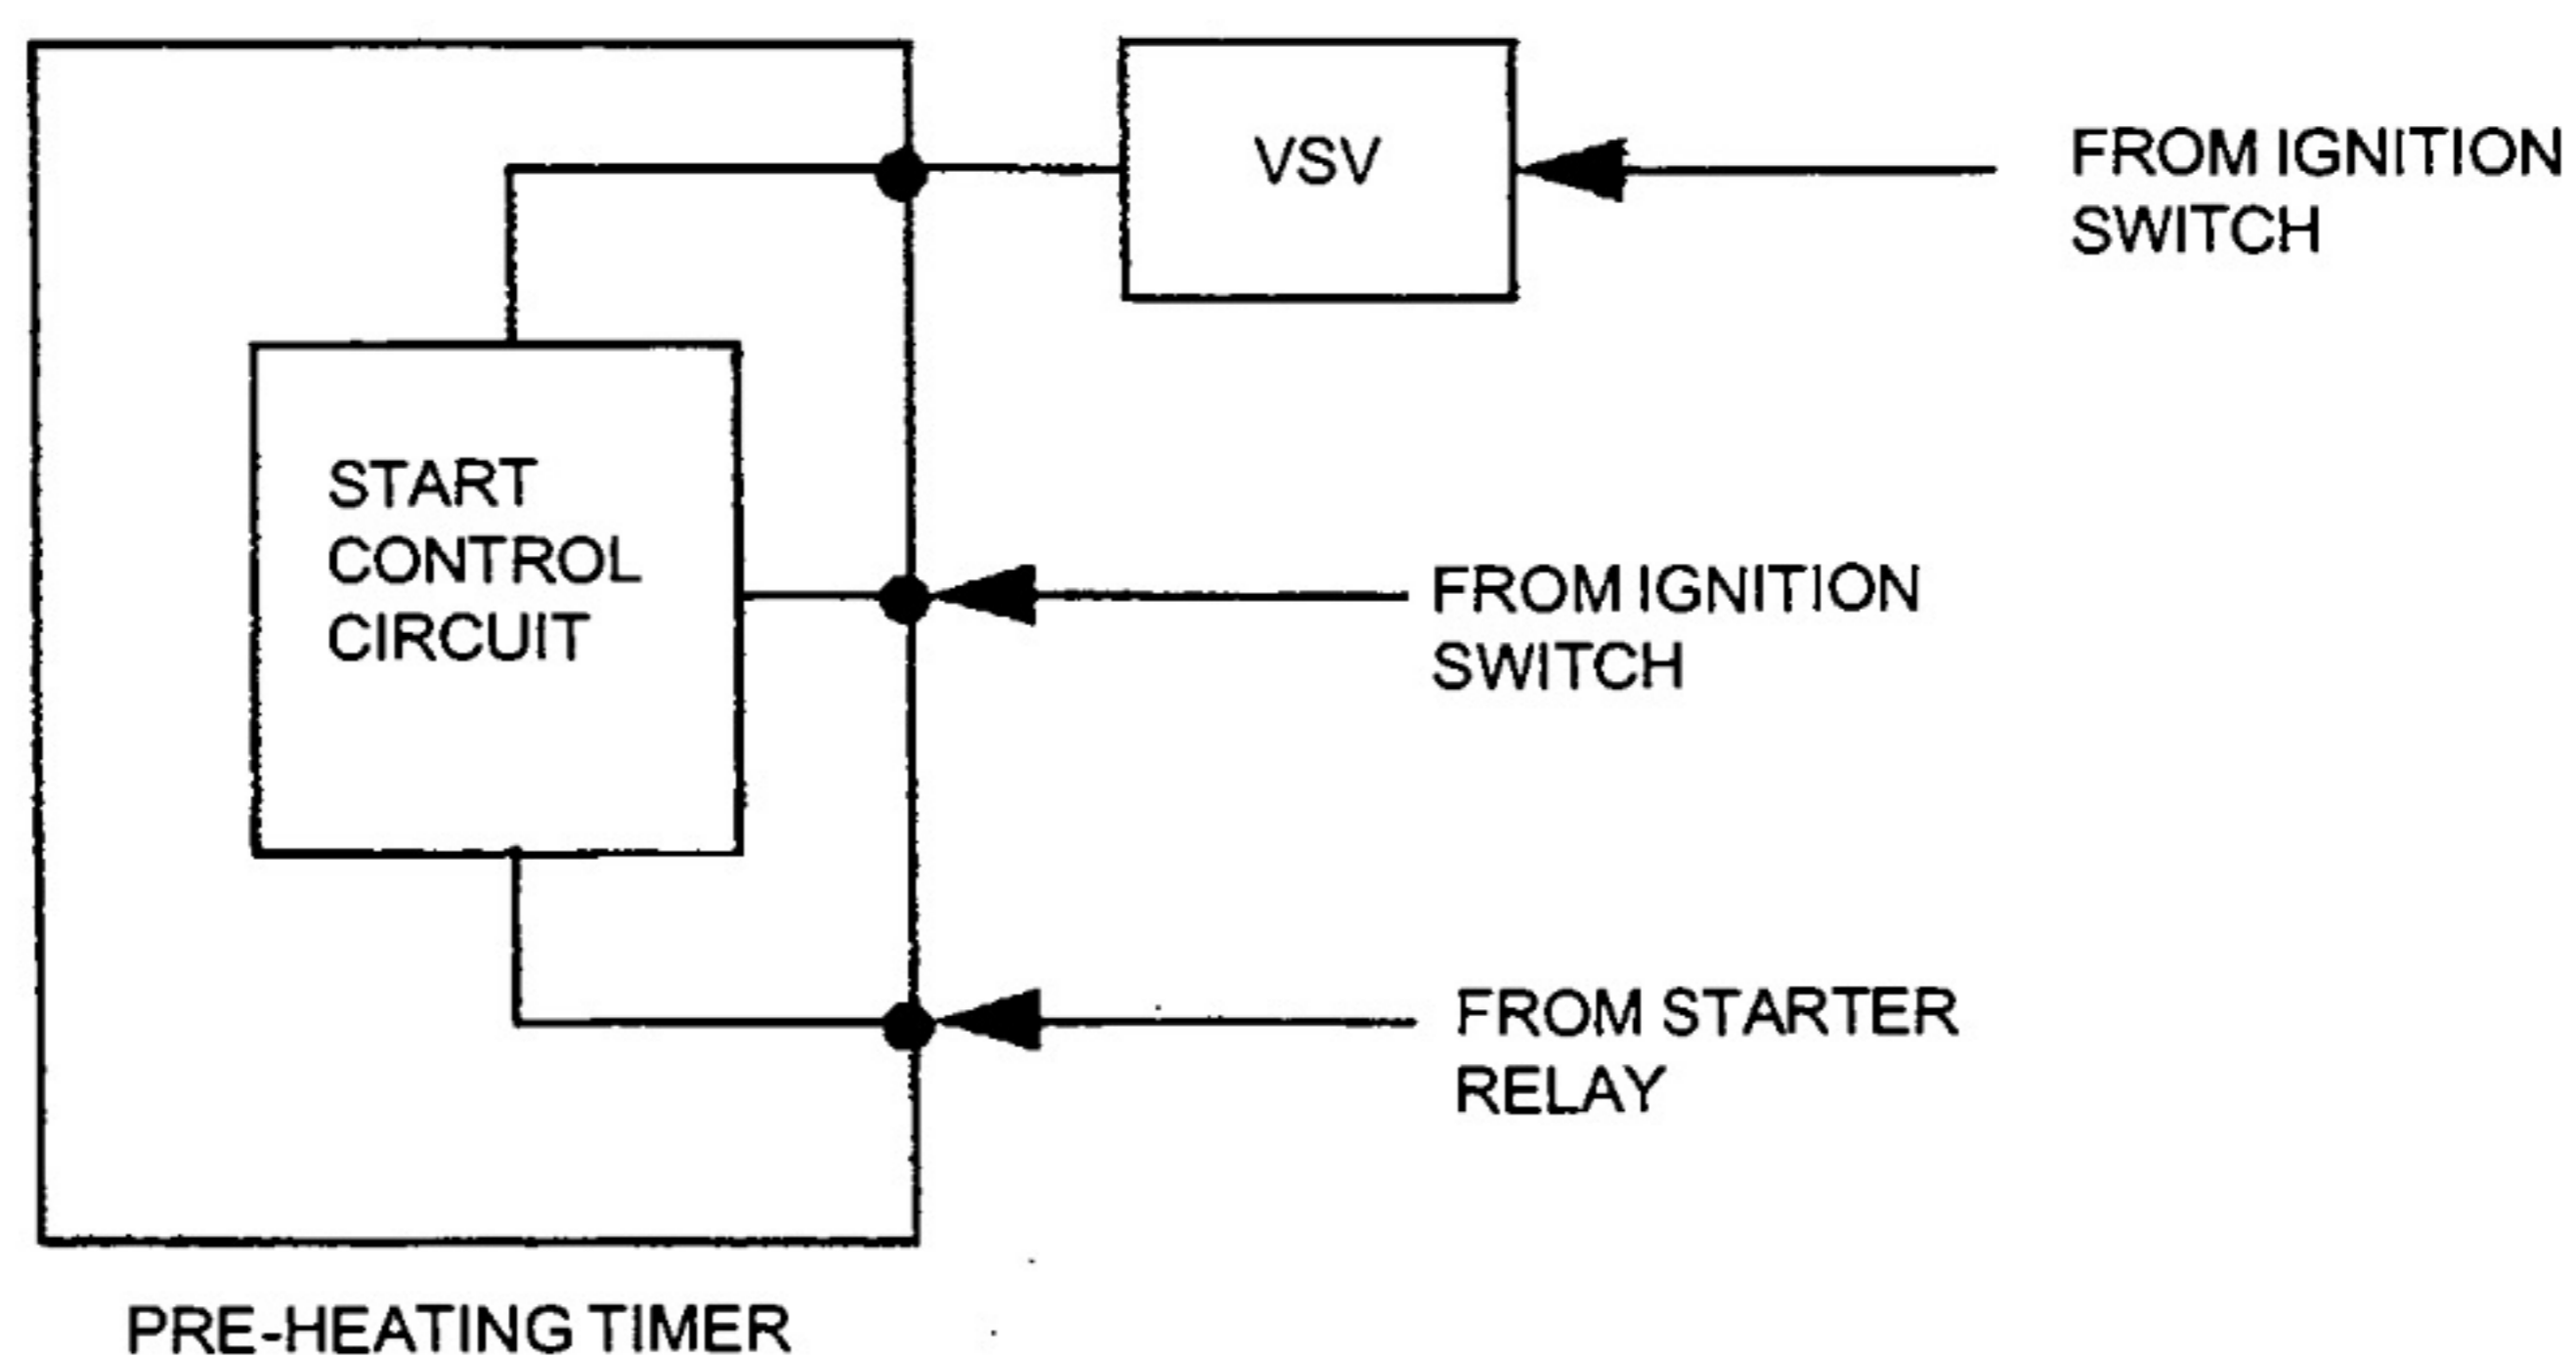 VSV
FROM IGNITION
SWITCH
START
CONTROL
CIRCUIT
FROM IGNITION
SWITCH
FROM STARTER
RELAY
PRE-HEATING TIMER